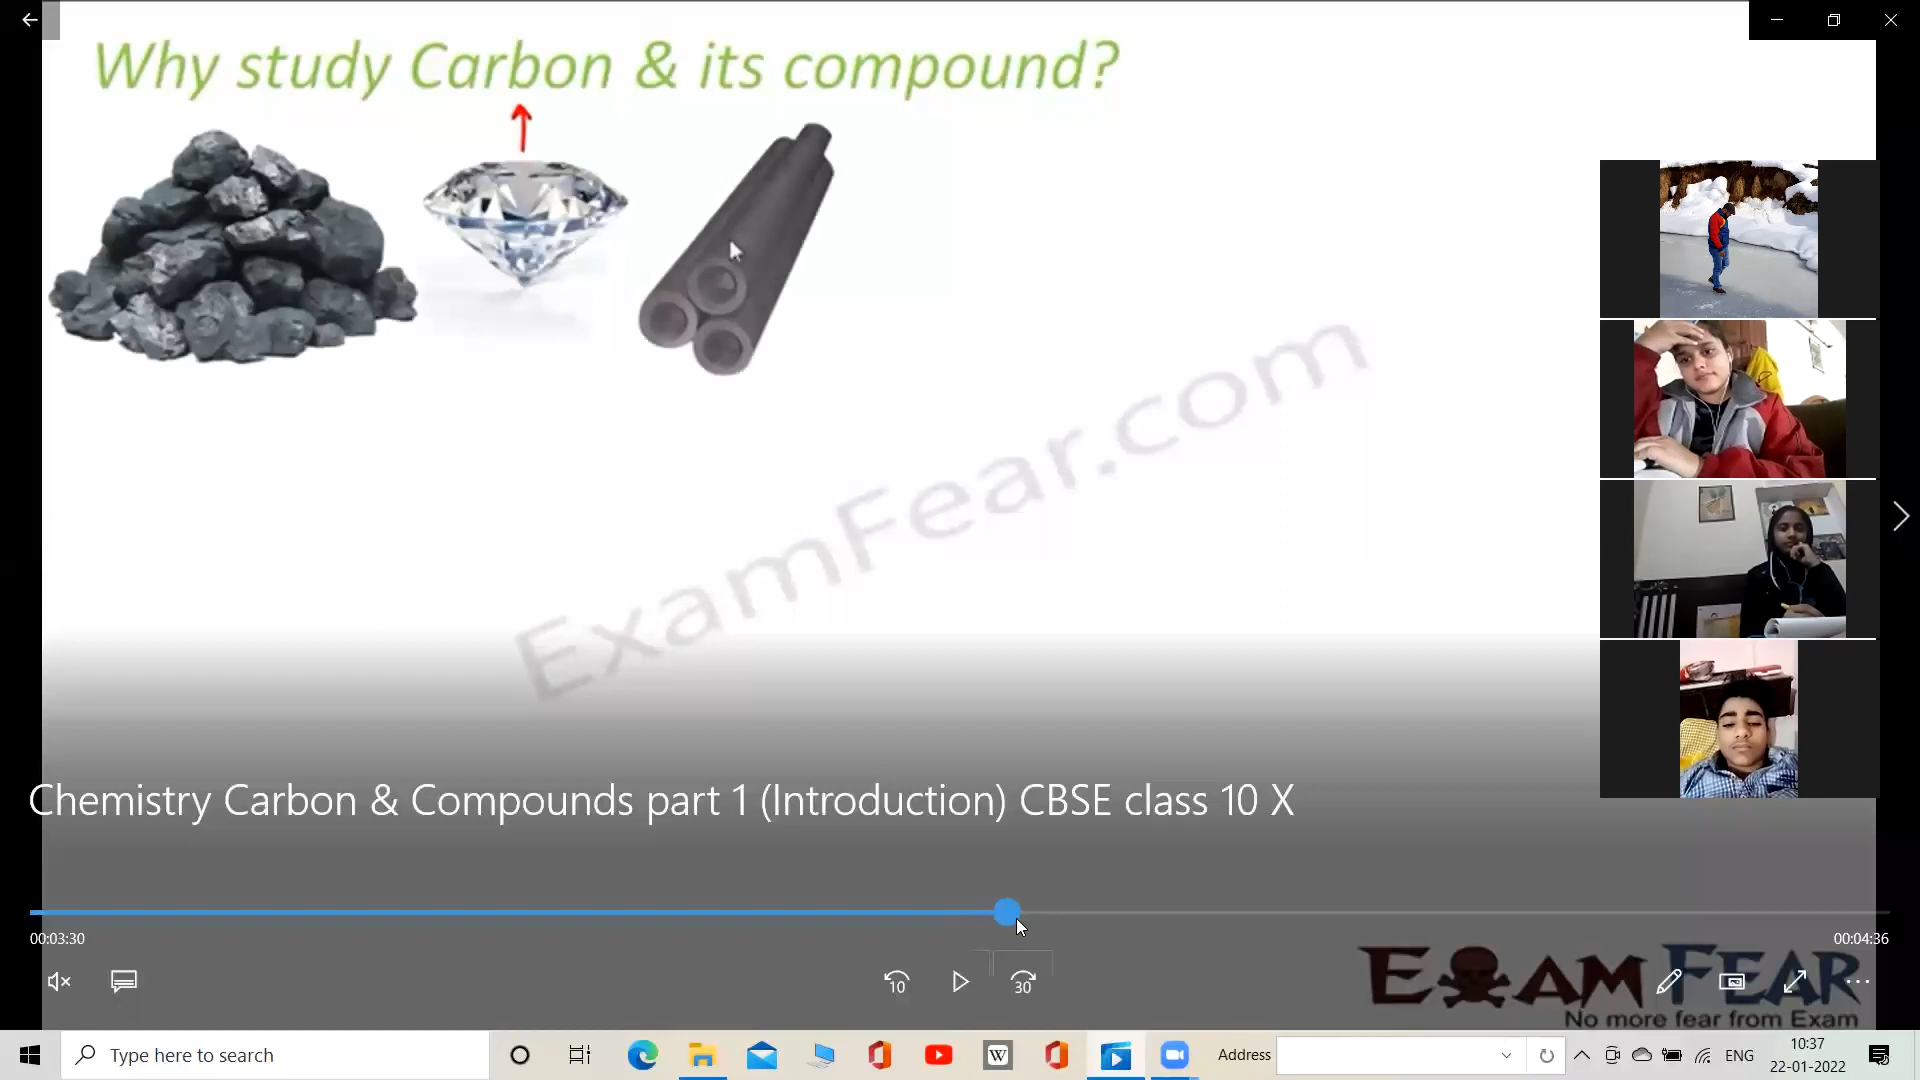 Why study Carbon & its compound?
ExamFear.com
Chemistry Carbon & Compounds part 1 (Introduction) CBSE class 10 X
00:03:30
00:04:36
10
30
EXAM FEAR
No more fear from Exam
Type here to search
W
Address
ENG
10:37
22-01-2022